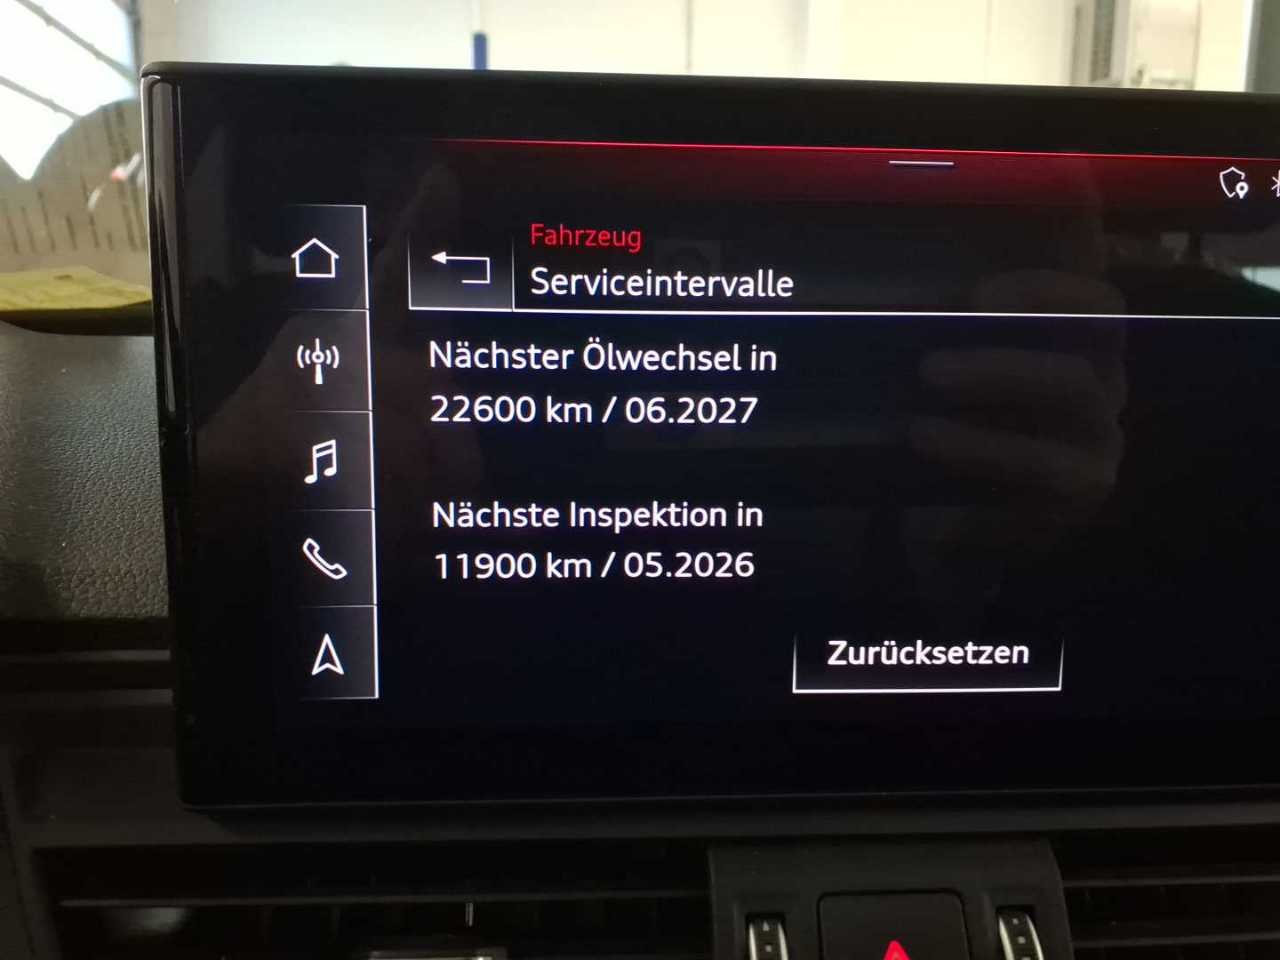 Fahrzeug
Serviceintervalle
Nächster Ölwechsel in
22600 km / 06.2027
Nächste Inspektion in
11900 km / 05.2026
Zurücksetzen